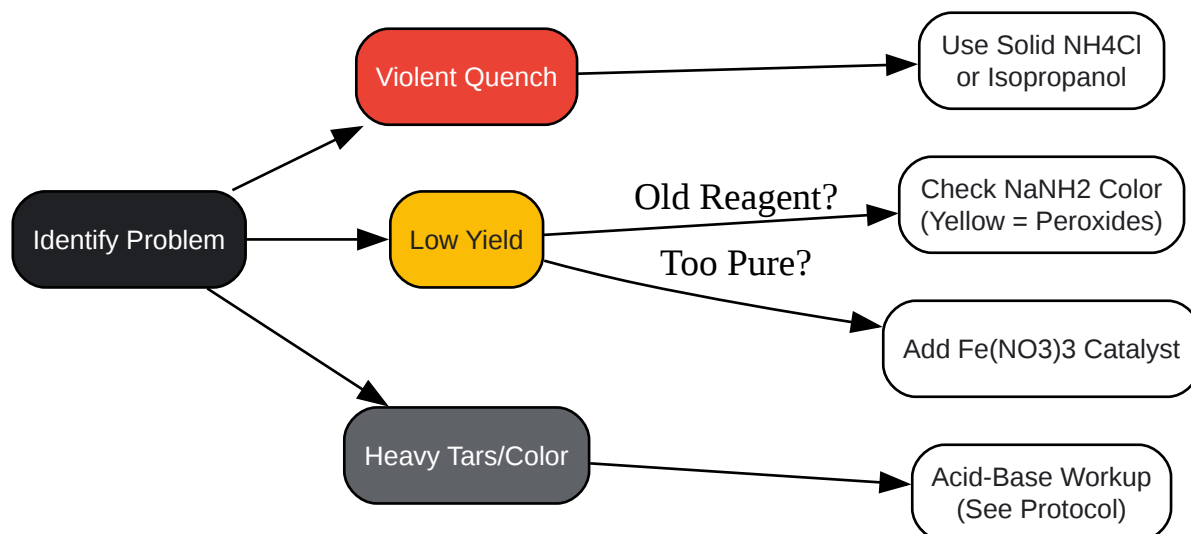 Violent Quench
Use Solid NH4Cl
or Isopropanol
Identify Problem
Low Yield
Old Reagent?
Check NaNH2 Color
(Yellow = Peroxides)
Too Pure?
Add Fe(NO3)3 Catalyst
Heavy Tars/Color
Acid-Base Workup
(See Protocol)